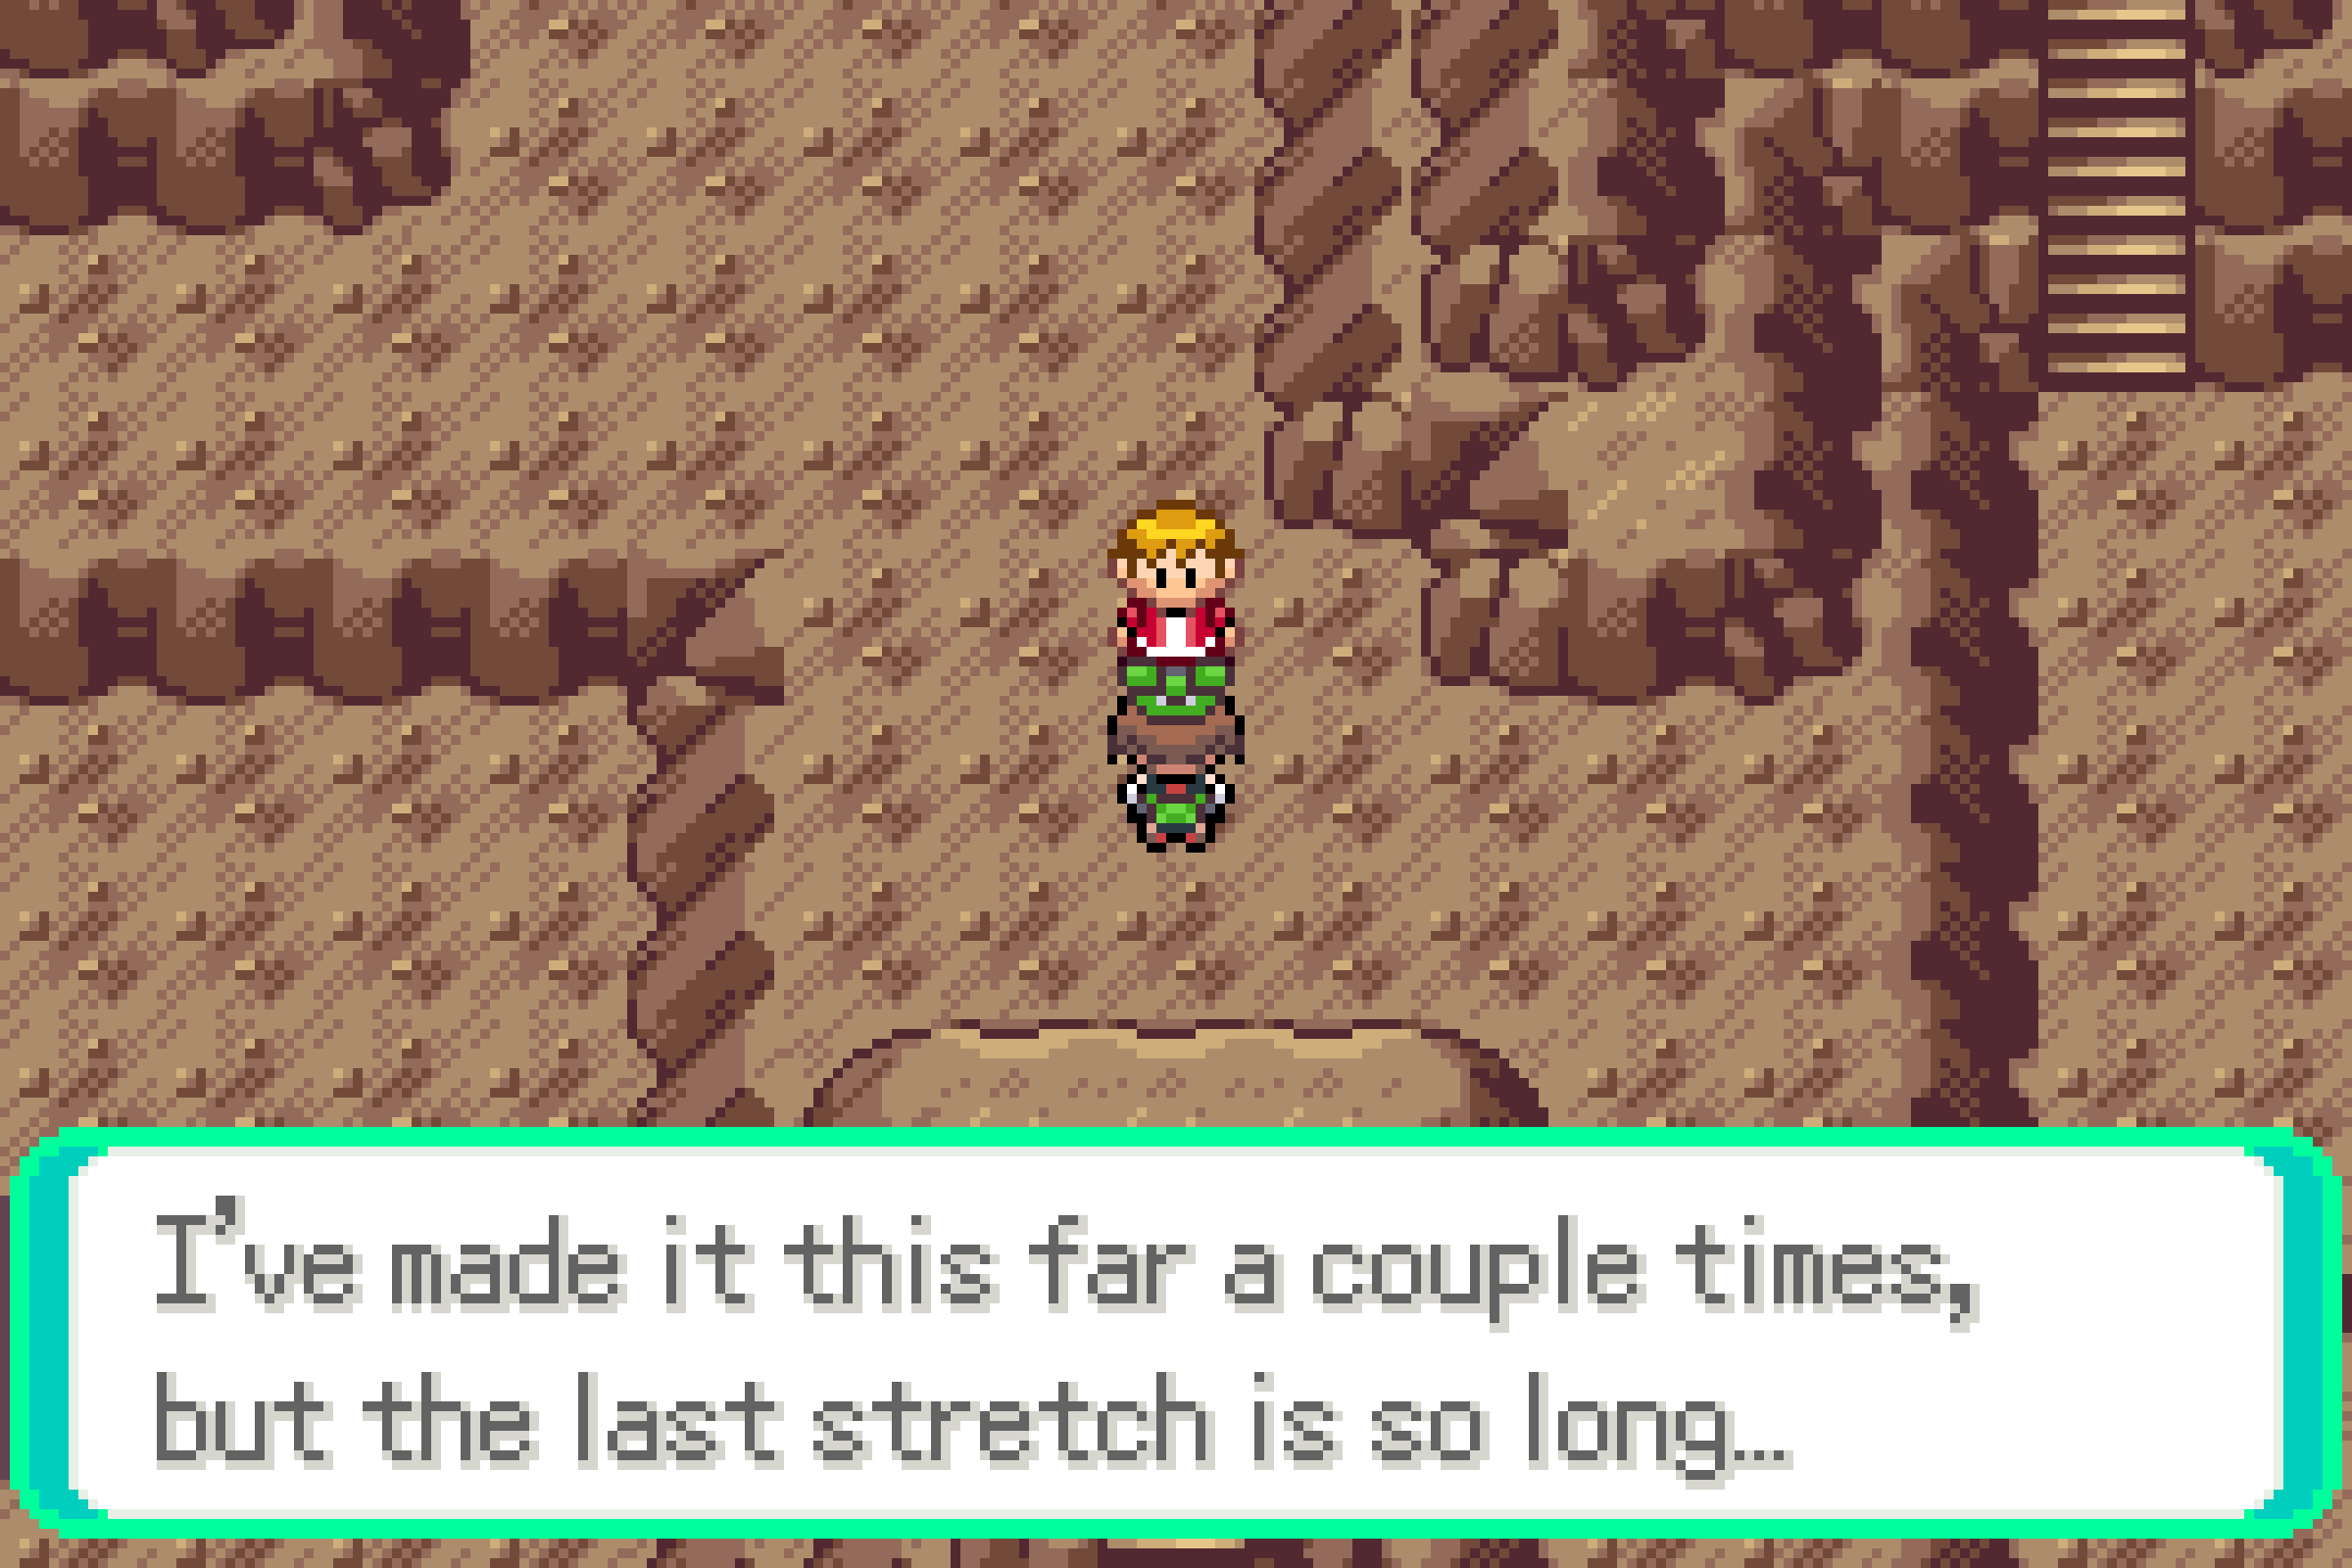 I've made it this far a couple times,
but the last stretch is so long…